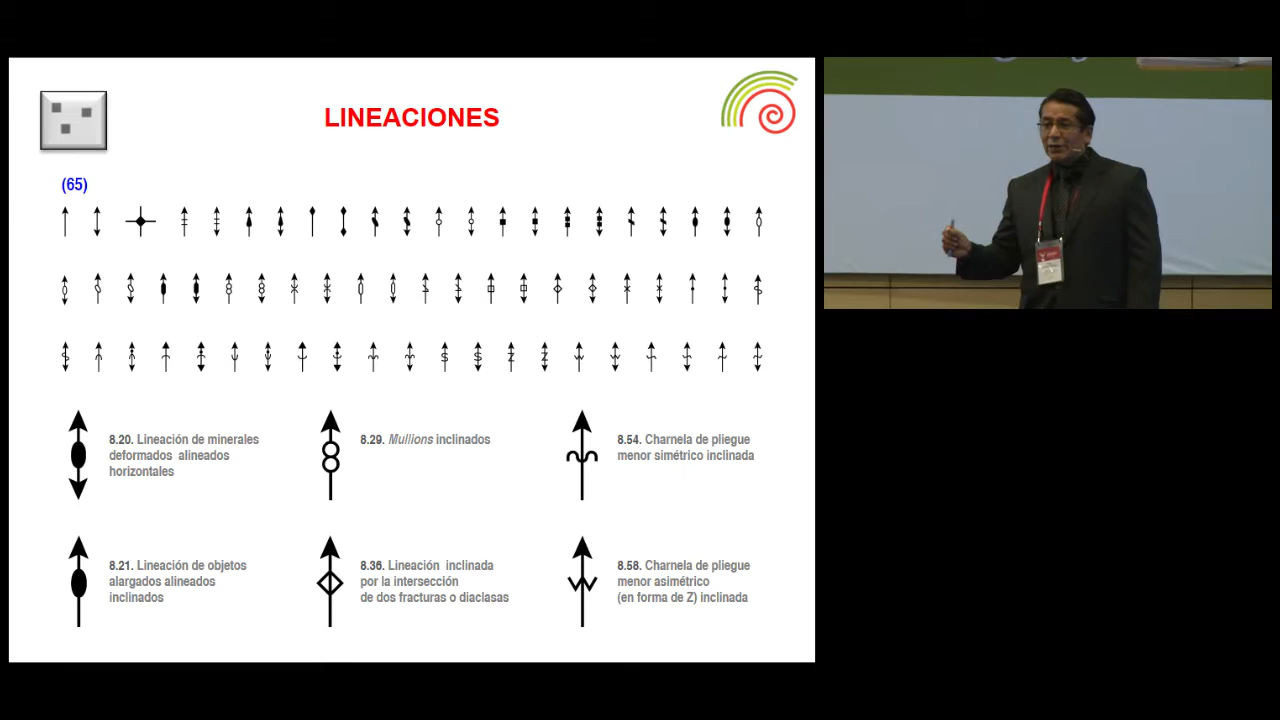 LINEACIONES
(65)
8.20. Lineación de minerales
deformados alineados
horizontales
8.29. Mullions inclinados
8.54. Charnela de pliegue
menor simétrico inclinada
8.21. Lineación de objetos
alargados alineados
inclinados
8.36. Lineación inclinada
por la intersección
de dos fracturas o diaclasas
8.58. Charnela de pliegue
menor asimétrico
(en forma de Z) inclinada